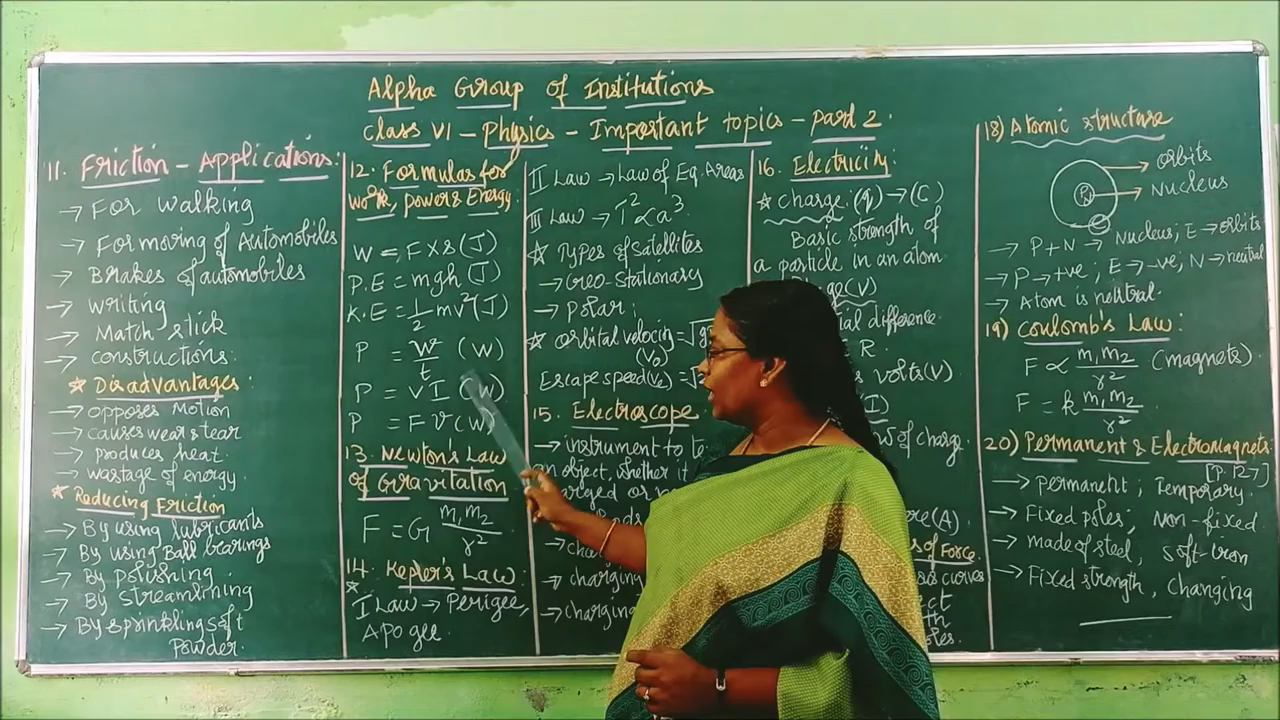 Alpha Group of Institutions
Class VI - Physics - Important topics - Part 2.
11. Friction - Applications:
→ For walking
→ For moving of Automobiles
→ Brakes of automobiles
→ writing
→ Match stick
→ constructions.
* Disadvantages:
→ opposes Motion
→ causes wear & tear
→ produces heat.
→ wastage of energy.
* Reducing Friction
→ By using lubricants
→ By using Ball bearings
→ By polishing
→ By streamlining
→ By sprinkling soft
powder.
12. Formulas for
work, power & Energy:
W = F x s (J)
P.E = mgh (J)
K.E = 1/2 mv² (J)
P = w/t (W)
P = VI (W)
P = FV (W)
13. Newton's Law
of Gravitation
F = G m₁m₂/r²
14. Kepler's Law:
*
I Law → Perigee,
Apogee.
II Law → Law of Eq. Areas
III Law → T² ∝ a³
* Types of Satellites
→ Geo-Stationary
→ Polar;
* orbital velocity = √
(Vo)
Escape speed (Ve) = √
15. Electroscope
→ instrument to
an object, whether it
→ charging
→ charging
16. Electricity:
* charge: (q) → (C)
Basic strength of
a particle in an atom
(V)
difference.
R.
volts (V)
I)
of charge.
(A)
of Force.
curves
18) Atomic structure
→ orbits
→ Nucleus
→ P+N → Nucleus; E → orbits
→ P → +ve; E → -ve; N → neutral
→ Atom is neutral.
19) Coulomb's Law:
F ∝ m₁m₂/r² (magnets).
F = k m₁m₂/r²
20) Permanent & Electromagnets
[P-127]
→ permanent; Temporary.
→ Fixed poles; Non-fixed
→ made of steel, soft-iron
→ Fixed strength, Changing